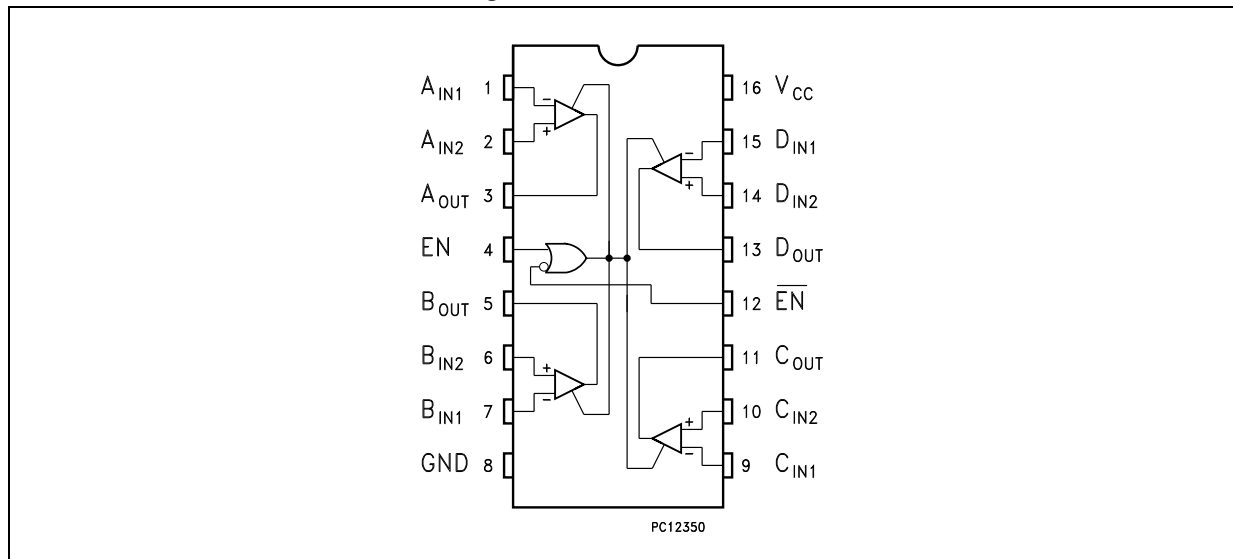 A_IN1 1
A_IN2 2
A_OUT 3
EN 4
B_OUT 5
B_IN2 6
B_IN1 7
GND 8
16 V_CC
15 D_IN1
14 D_IN2
13 D_OUT
12 E̅N̅
11 C_OUT
10 C_IN2
9 C_IN1
-
+
-
+
+
-
+
-
PC12350